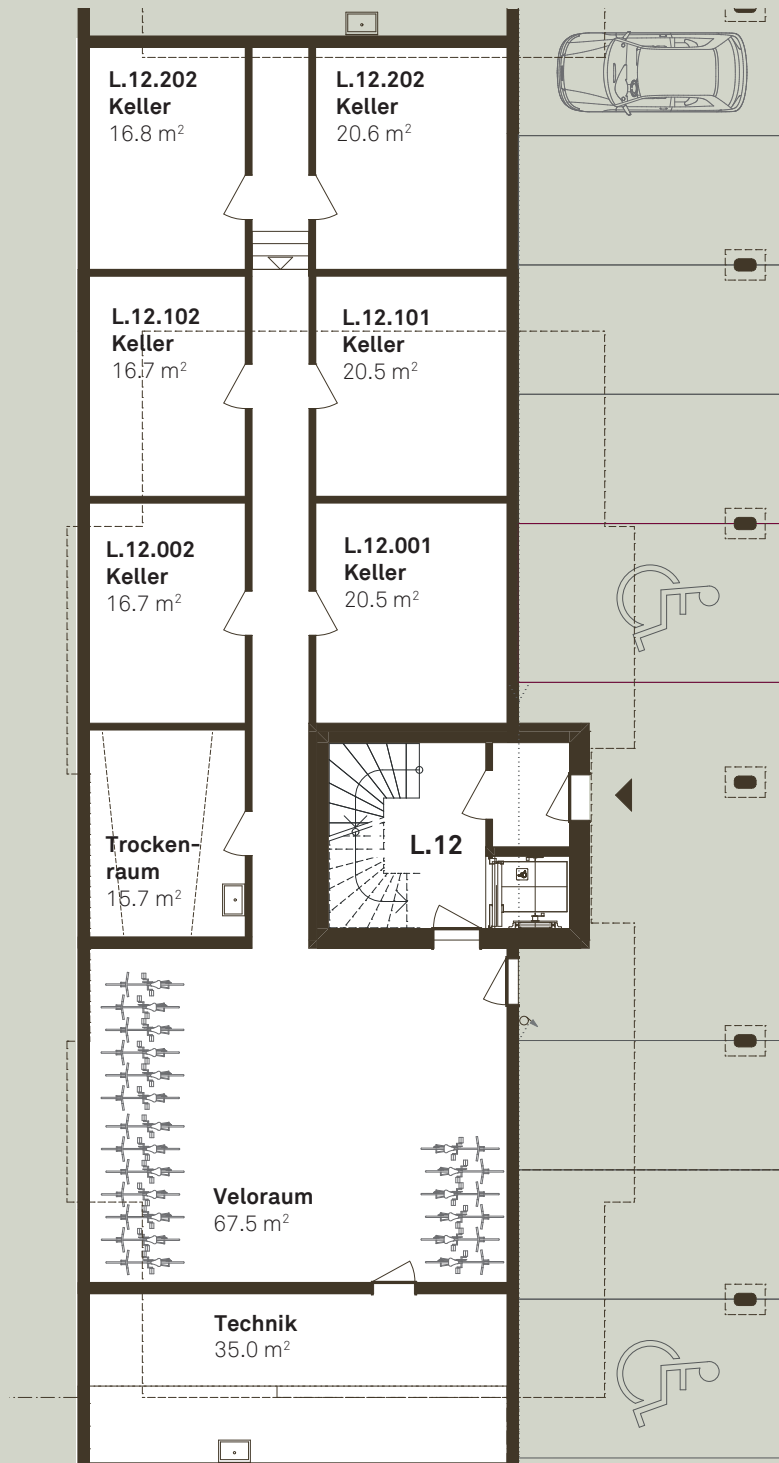 L.12.202
Keller
16.8 m²
L.12.202
Keller
20.6 m²
L.12.102
Keller
16.7 m²
L.12.101
Keller
20.5 m²
L.12.002
Keller
16.7 m²
L.12.001
Keller
20.5 m²
Trocken-
raum
15.7 m²
L.12
Veloraum
67.5 m²
Technik
35.0 m²